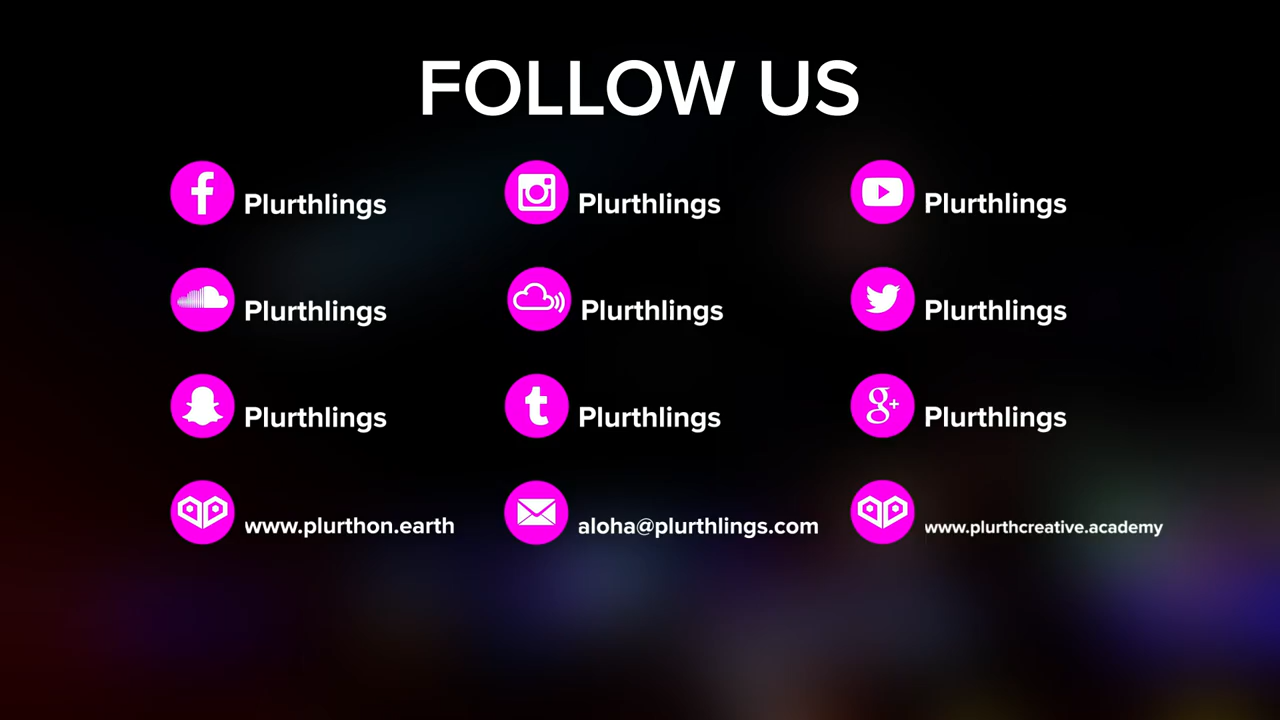 FOLLOW US
Plurthlings
Plurthlings
Plurthlings
Plurthlings
Plurthlings
Plurthlings
Plurthlings
Plurthlings
Plurthlings
www.plurthon.earth
aloha@plurthlings.com
www.plurthcreative.academy